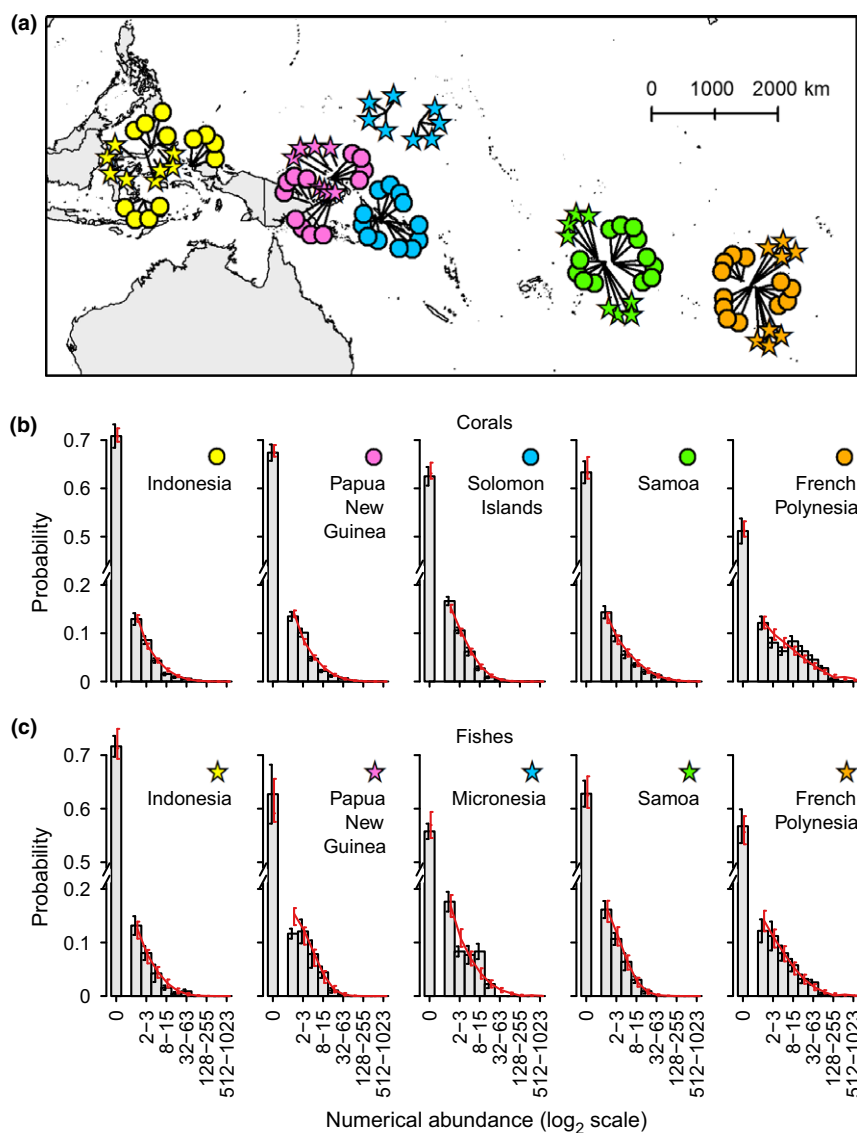 (a)
0 1000 2000 km
(b)
Corals
Indonesia
Papua
New
Guinea
Solomon
Islands
Samoa
French
Polynesia
Probability
0.7
0.6
0.5
0.2
0.1
0
(c)
Fishes
Indonesia
Papua
New
Guinea
Micronesia
Samoa
French
Polynesia
Probability
0.7
0.6
0.5
0.2
0.1
0
0
2−3
8−15
32−63
128−255
512−1023
0
2−3
8−15
32−63
128−255
512−1023
0
2−3
8−15
32−63
128−255
512−1023
0
2−3
8−15
32−63
128−255
512−1023
0
2−3
8−15
32−63
128−255
512−1023
Numerical abundance (log₂ scale)